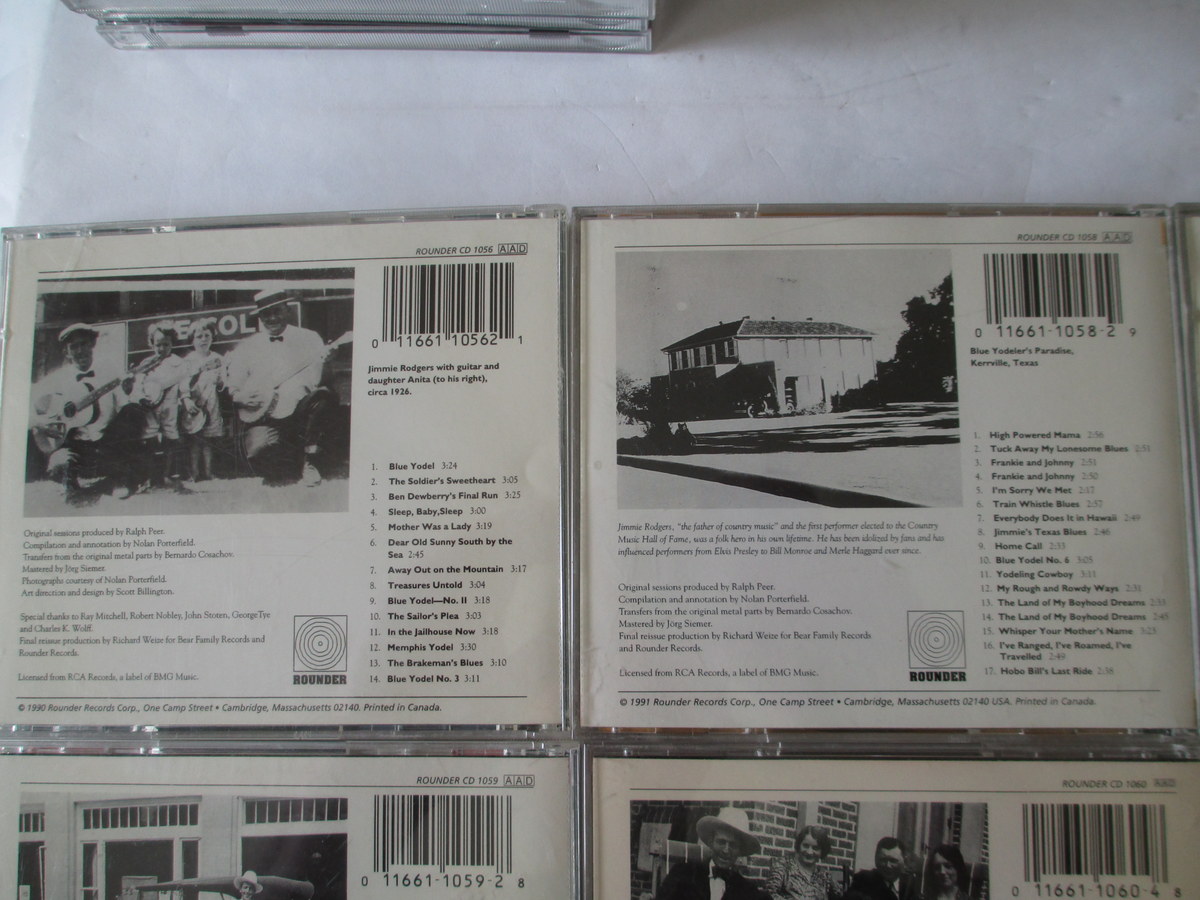 ROUNDER CD 1056 AAD
TEXOL
0 11661 10562 1
Jimmie Rodgers with guitar and
daughter Anita (to his right),
circa 1926.
1. Blue Yodel 3:24
2. The Soldier's Sweetheart 3:05
3. Ben Dewberry's Final Run 3:25
4. Sleep, Baby,Sleep 3:00
5. Mother Was a Lady 3:19
6. Dear Old Sunny South by the
Sea 2:45
7. Away Out on the Mountain 3:17
8. Treasures Untold 3:04
9. Blue Yodel—No. II 3:18
10. The Sailor's Plea 3:03
11. In the Jailhouse Now 3:18
12. Memphis Yodel 3:30
13. The Brakeman's Blues 3:10
14. Blue Yodel No. 3 3:11
Original sessions produced by Ralph Peer.
Compilation and annotation by Nolan Porterfield.
Transfers from the original metal parts by Bernardo Cosachov.
Mastered by Jörg Siemer.
Photographs courtesy of Nolan Porterfield.
Art direction and design by Scott Billington.
Special thanks to Ray Mitchell, Robert Nobley, John Stoten, GeorgeTye
and Charles K. Wolff.
Final reissue production by Richard Weize for Bear Family Records and
Rounder Records.
Licensed from RCA Records, a label of BMG Music.
ROUNDER
© 1990 Rounder Records Corp., One Camp Street • Cambridge, Massachusetts 02140. Printed in Canada.
ROUNDER CD 1058 AAD
0 11661-1058-2 9
Blue Yodeler's Paradise,
Kerrville, Texas
1. High Powered Mama 2:56
2. Tuck Away My Lonesome Blues 2:51
3. Frankie and Johnny 2:51
4. Frankie and Johnny 2:50
5. I'm Sorry We Met 2:17
6. Train Whistle Blues 2:57
7. Everybody Does It in Hawaii 2:49
8. Jimmie's Texas Blues 2:46
9. Home Call 2:55
10. Blue Yodel No. 6 3:05
11. Yodeling Cowboy 3:11
12. My Rough and Rowdy Ways 2:31
13. The Land of My Boyhood Dreams
14. The Land of My Boyhood Dreams 2:45
15. Whisper Your Mother's Name 3:23
16. I've Ranged, I've Roamed, I've
Travelled 2:49
17. Hobo Bill's Last Ride 2:38
Jimmie Rodgers, "the father of country music" and the first performer elected to the Country
Music Hall of Fame, was a folk hero in his own lifetime. He has been idolized by fans and has
influenced performers from Elvis Presley to Bill Monroe and Merle Haggard ever since.
Original sessions produced by Ralph Peer.
Compilation and annotation by Nolan Porterfield.
Transfers from the original metal parts by Bernardo Cosachov.
Mastered by Jörg Siemer.
Final reissue production by Richard Weize for Bear Family Records
and Rounder Records.
Licensed from RCA Records, a label of BMG Music.
ROUNDER
© 1991 Rounder Records Corp., One Camp Street • Cambridge, Massachusetts 02140 USA. Printed in Canada.
ROUNDER CD 1059 AAD
0 11661-1059-2 8
ROUNDER CD 1060 AAD
0 11661-1060-4 8